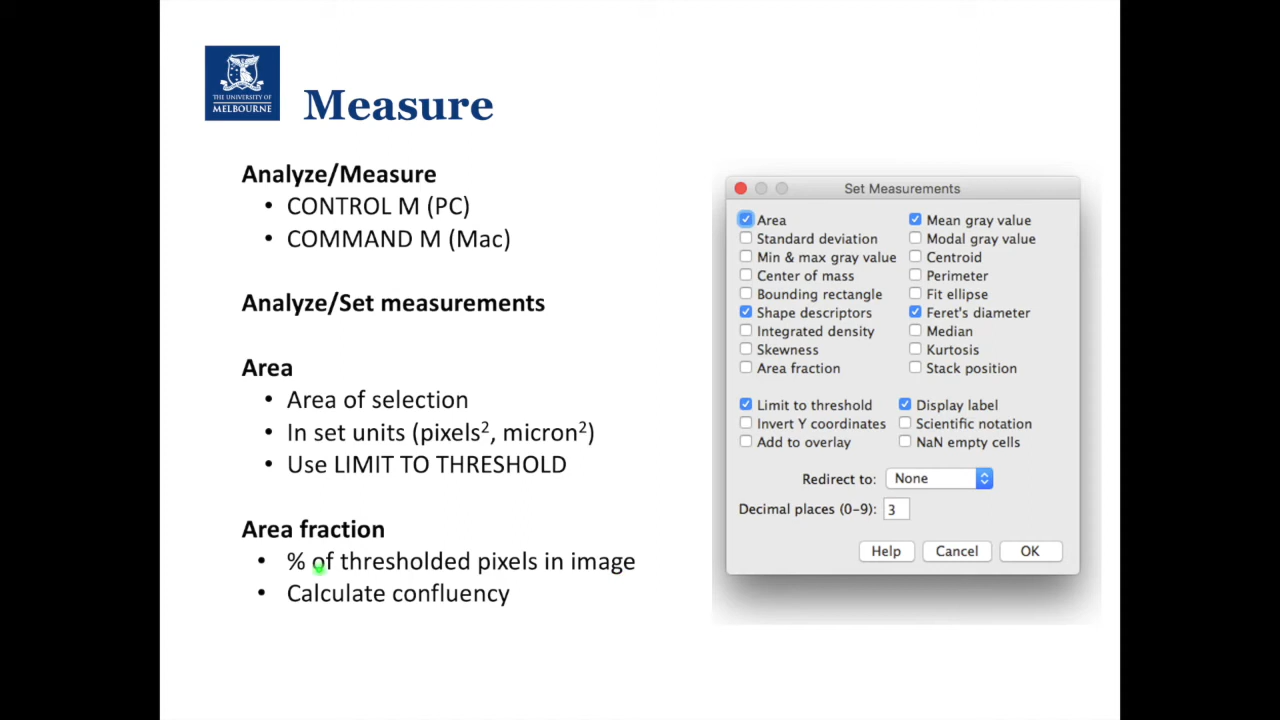 THE UNIVERSITY OF
MELBOURNE
Measure
Analyze/Measure
• CONTROL M (PC)
• COMMAND M (Mac)
Analyze/Set measurements
Area
• Area of selection
• In set units (pixels², micron²)
• Use LIMIT TO THRESHOLD
Area fraction
• % of thresholded pixels in image
• Calculate confluency
Set Measurements
Area Mean gray value
Standard deviation Modal gray value
Min & max gray value Centroid
Center of mass Perimeter
Bounding rectangle Fit ellipse
Shape descriptors Feret's diameter
Integrated density Median
Skewness Kurtosis
Area fraction Stack position
Limit to threshold Display label
Invert Y coordinates Scientific notation
Add to overlay NaN empty cells
Redirect to: None
Decimal places (0-9): 3
Help Cancel OK